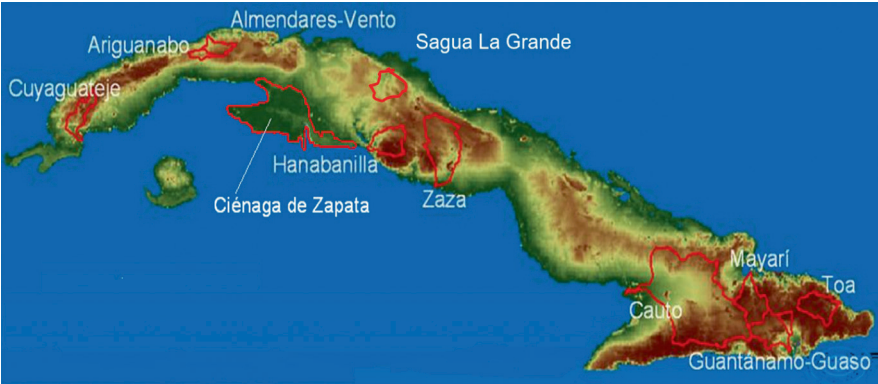 Almendares-Vento
Ariguanabo
Sagua La Grande
Cuyaguateje
Hanabanilla
Ciénaga de Zapata
Zaza
Mayarí
Toa
Cauto
Guantánamo-Guaso